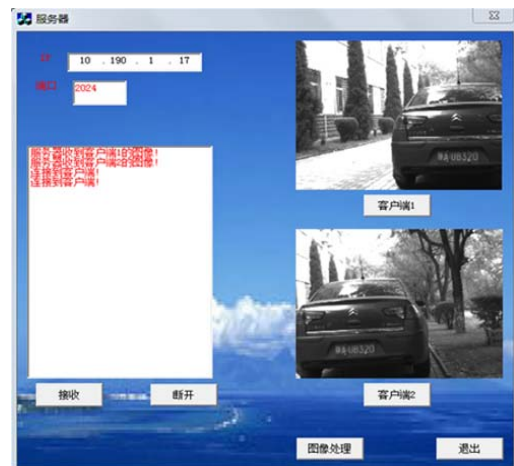 服务器
10 . 190 . 1 . 17
端口
2024
服务器收到客户端1的图像!
服务器收到客户端2的图像!
连接到客户端!
连接到客户端!
接收
断开
客户端1
客户端2
图像处理
退出